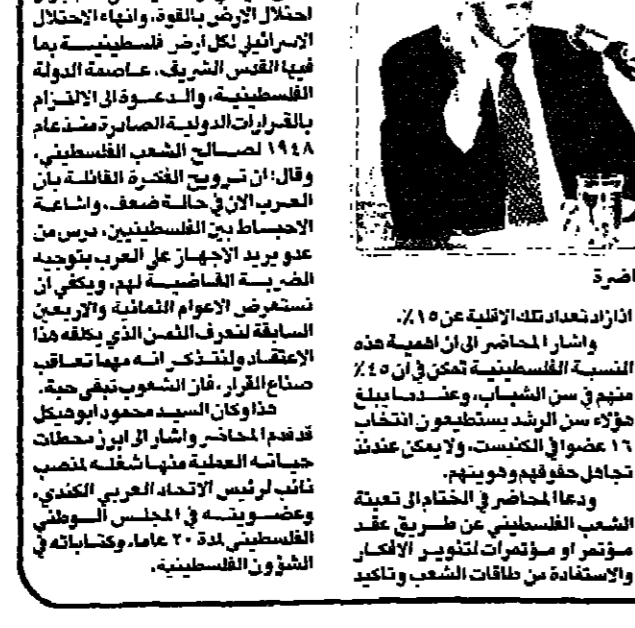 اضرة
اذا زاد تعداد تلك الاقلية عن ١٥٪.
واشار المحاضر الى ان اهمية هذه
النسبة الفلسطينية تمكن في ان ٤٥٪
منهم في سن الشباب، وعندما يبلغ
هؤلاء سن الرشد يستطيعون انتخاب
١٦ عضوا في الكنيست، ولا يمكن عندئذ
تجاهل حقوقهم وهويتهم.
ودعا المحاضر في الختام الى تعبئة
الشعب الفلسطيني عن طريق عقد
مؤتمر او مؤتمرات لتنوير الافكار
والاستفادة من طاقات الشعب وتاكيد
احتلال الارض بالقوة، وانهاء الاحتلال
الاسرائيلي لكل ارض فلسطينية بما
فيها القدس الشريف، عاصمة الدولة
الفلسطينية، والدعوة الى الالتزام
بالقرارات الدولية الصادرة منذ عام
١٩٤٨ لصالح الشعب الفلسطيني.
وقال: ان ترويج الفكرة القائلة بان
العرب الان في حالة ضعف، واشاعة
الاحباط بين الفلسطينيين، درس من
عدو يريد الاجهاز على العرب بتوجيه
الضربة القاضية لهم، ويكفي ان
نستعرض الاعوام الثمانية والاربعين
السابقة لنعرف الثمن الذي يكلفه هذا
الاعتقاد ولنتذكر انه مهما تعاقب
صناع القرار، فان الشعوب تبقى حية.
هذا وكان السيد محمود ابو هيكل
قد قدم المحاضر واشار الى ابرز محطات
حياته العملية منها شغله لمنصب
نائب لرئيس الاتحاد العربي الكندي،
وعضويته في المجلس الوطني
الفلسطيني لمدة ٢٠ عاما، وكتاباته في
الشؤون الفلسطينية.